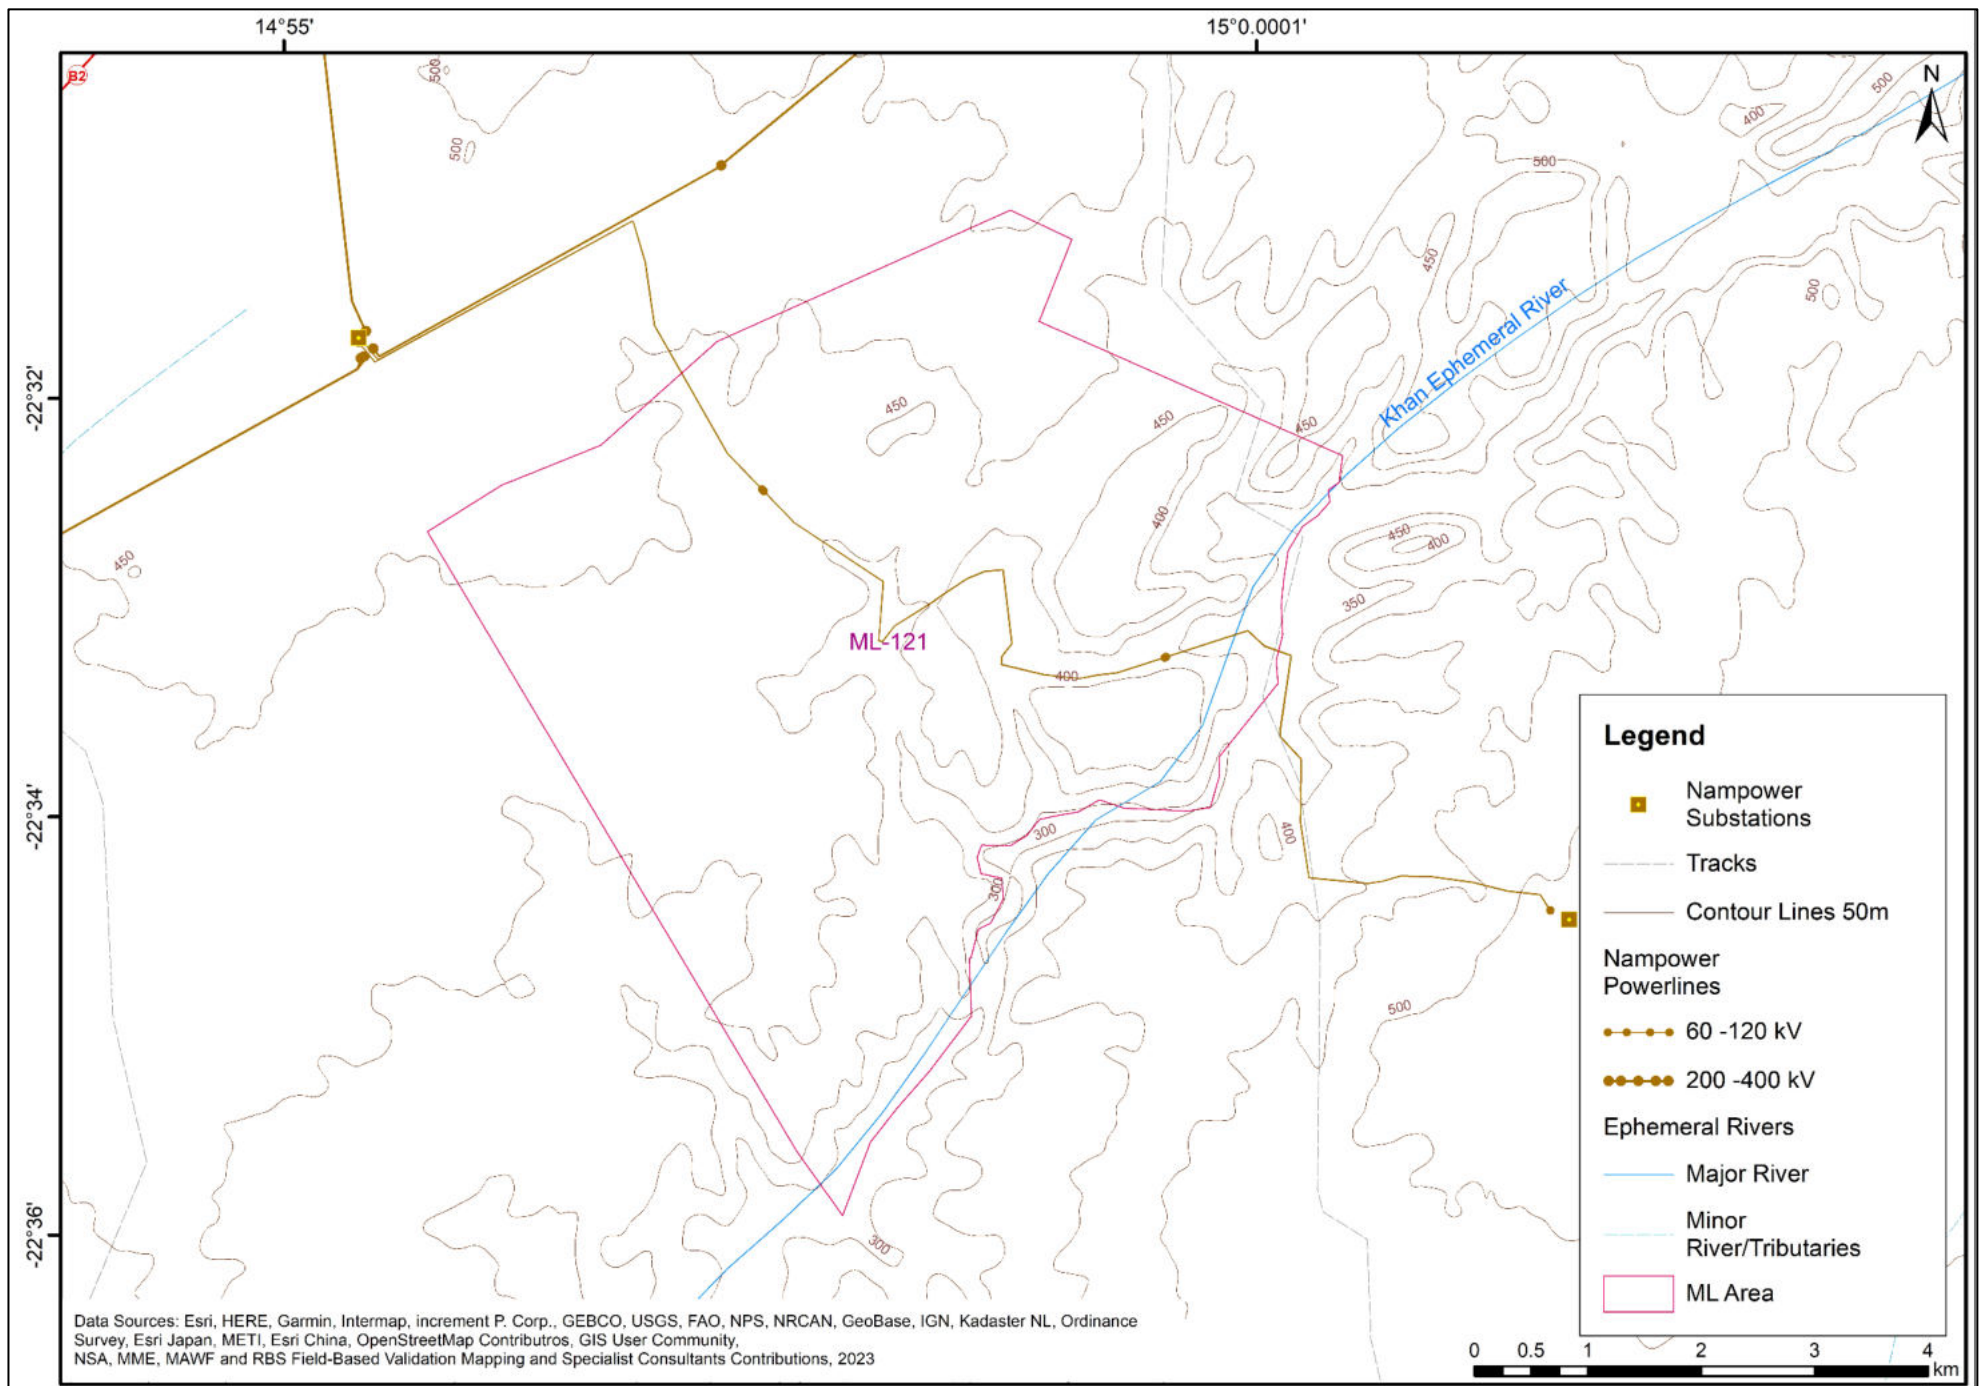 14°55'
15°0.0001'
B2
500
500
N
500
400
500
450
500
-22°32'
Khan Ephemeral River
450
450
450
400
450
400
450
350
ML-121
400
Legend
Nampower
Substations
Tracks
Contour Lines 50m
Nampower
Powerlines
60 -120 kV
200 -400 kV
Ephemeral Rivers
Major River
Minor
River/Tributaries
ML Area
-22°34'
300
400
300
500
-22°36'
300
Data Sources: Esri, HERE, Garmin, Intermap, increment P. Corp., GEBCO, USGS, FAO, NPS, NRCAN, GeoBase, IGN, Kadaster NL, Ordinance
Survey, Esri Japan, METI, Esri China, OpenStreetMap Contributros, GIS User Community,
NSA, MME, MAWF and RBS Field-Based Validation Mapping and Specialist Consultants Contributions, 2023
0 0.5 1 2 3 4
km